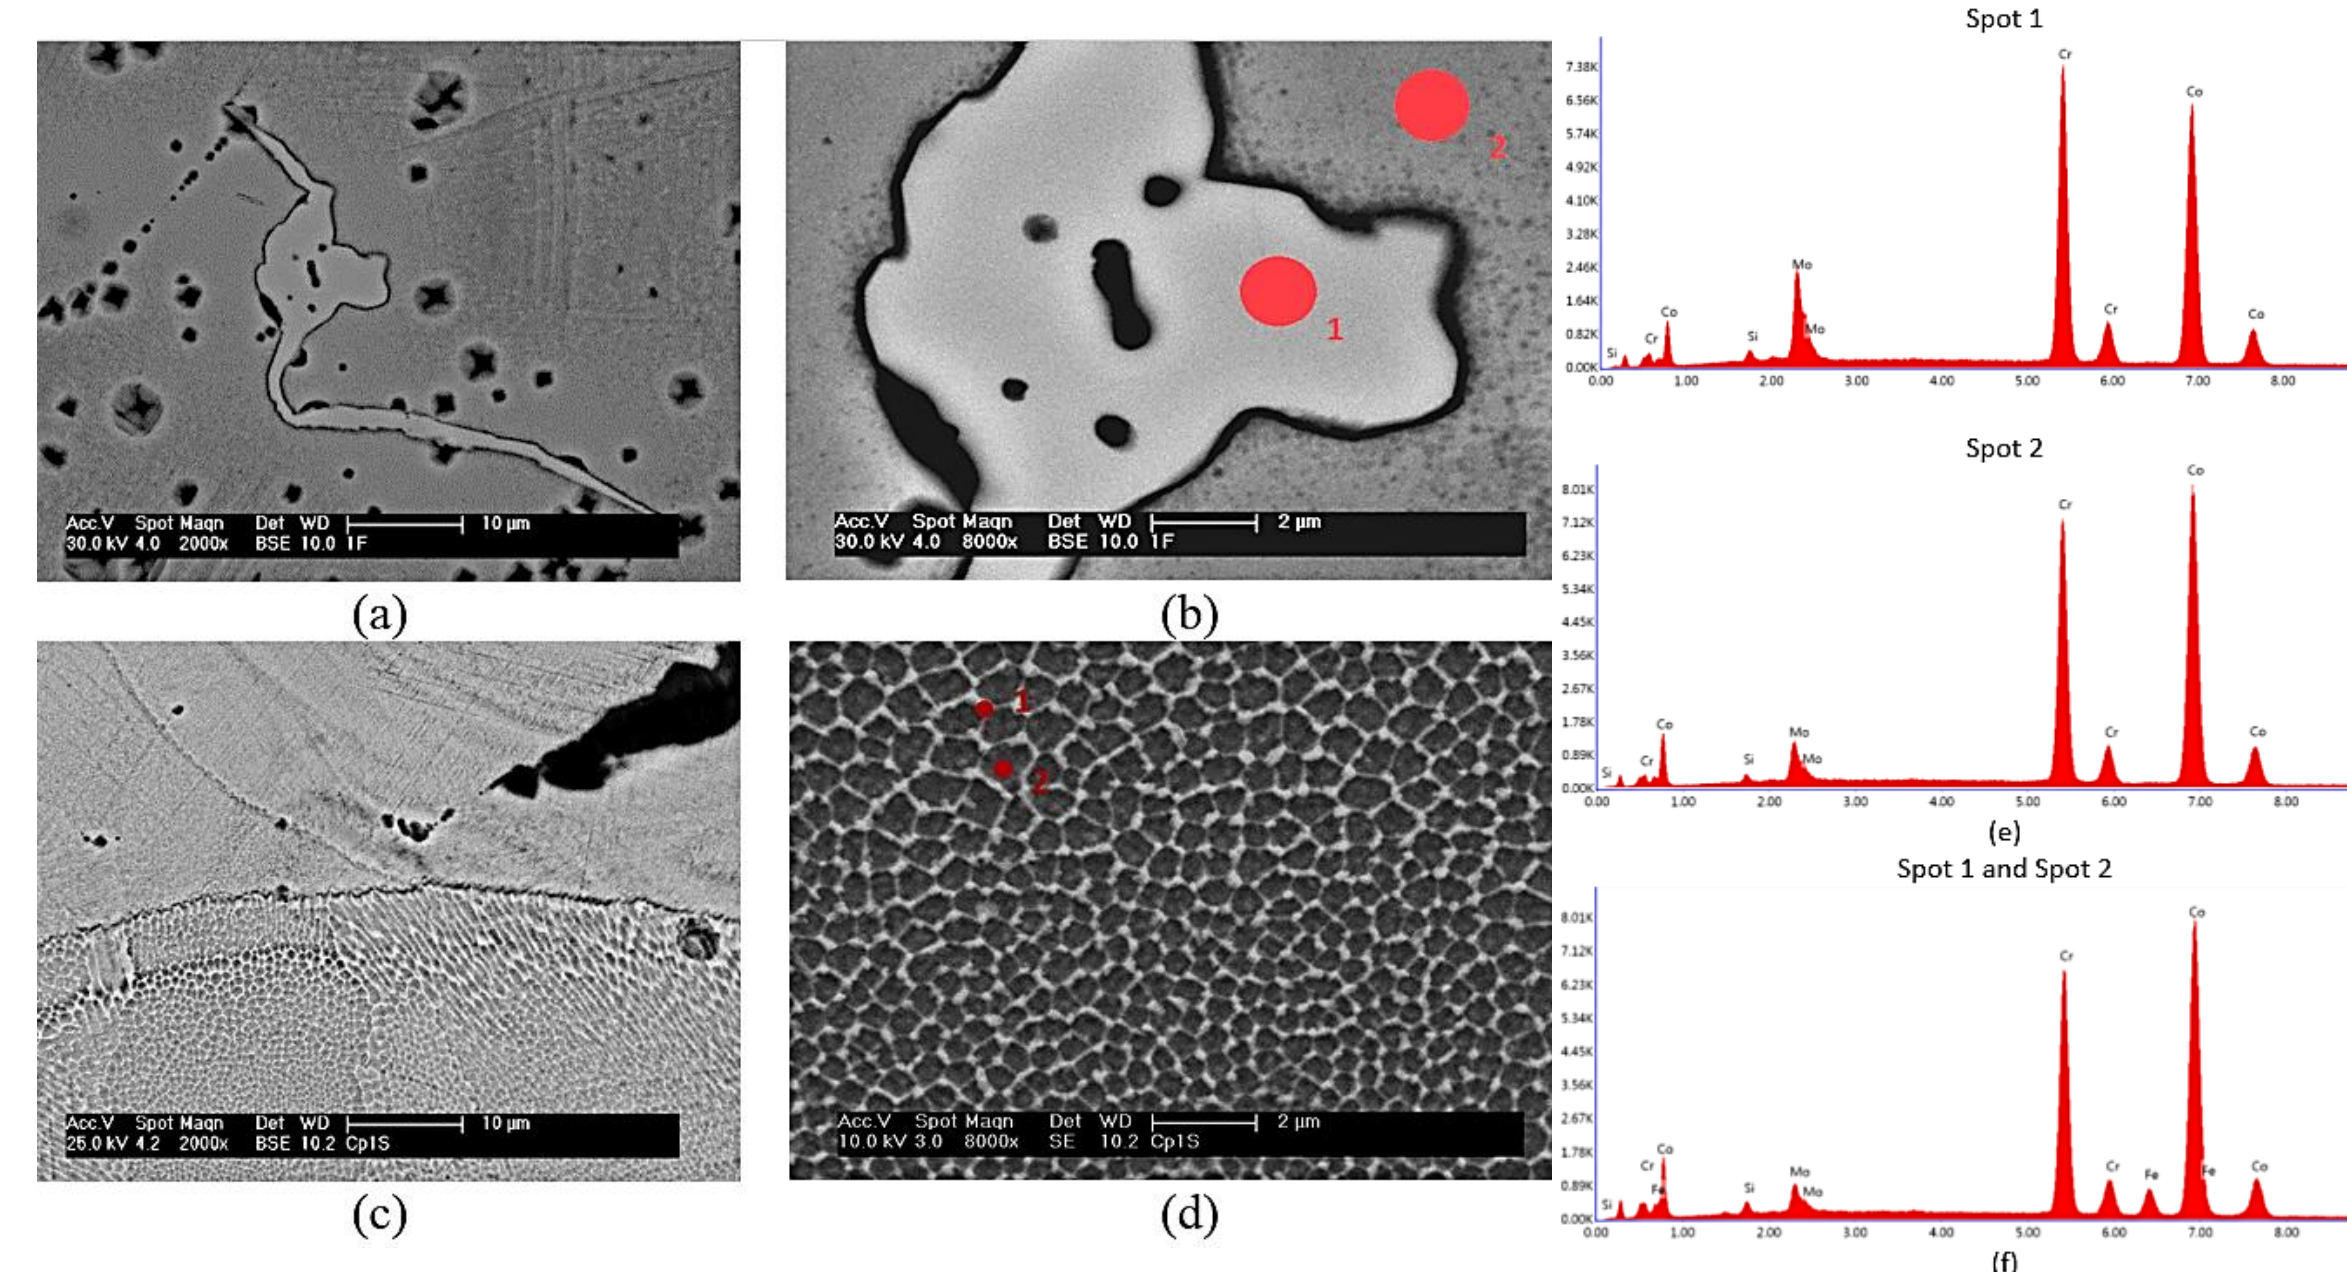 Acc.V Spot Magn Det WD 10 µm
30.0 kV 4.0 2000x BSE 10.0 1F
(a)
2
1
Acc.V Spot Magn Det WD 2 µm
30.0 kV 4.0 8000x BSE 10.0 1F
(b)
Spot 1
7.38K
6.56K
5.74K
4.92K
4.10K
3.28K
2.46K
1.64K
0.82K
0.00K
Si Cr Co Si Mo Mo Cr Cr Co Co
0.00 1.00 2.00 3.00 4.00 5.00 6.00 7.00 8.00
Spot 2
8.01K
7.12K
6.23K
5.34K
4.45K
3.56K
2.67K
1.78K
0.89K
0.00K
Si Cr Co Si Mo Mo Cr Cr Co Co
0.00 1.00 2.00 3.00 4.00 5.00 6.00 7.00 8.00
(e)
Acc.V Spot Magn Det WD 10 µm
25.0 kV 4.2 2000x BSE 10.2 Cp1S
(c)
1
2
Acc.V Spot Magn Det WD 2 µm
10.0 kV 3.0 8000x SE 10.2 Cp1S
(d)
Spot 1 and Spot 2
8.01K
7.12K
6.23K
5.34K
4.45K
3.56K
2.67K
1.78K
0.89K
0.00K
Si Cr Fe Co Si Mo Mo Cr Cr Fe Co Fe Co
0.00 1.00 2.00 3.00 4.00 5.00 6.00 7.00 8.00
(f)